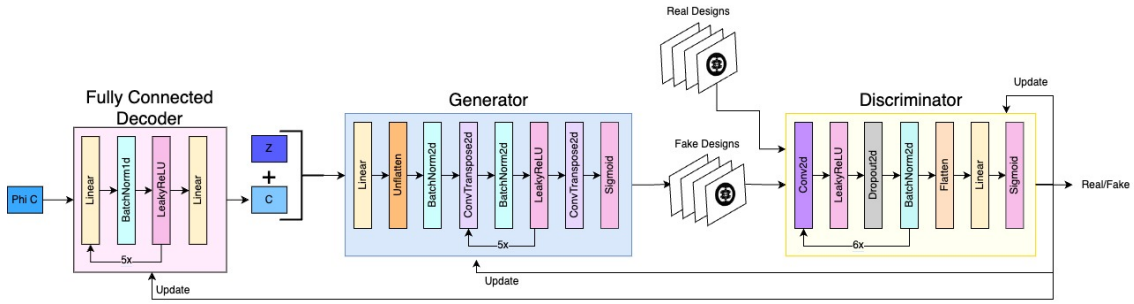 Real Designs
Update
Fully Connected
Decoder
Generator
Discriminator
Fake Designs
Phi C
Linear
BatchNorm1d
LeakyReLU
Linear
5x
Z
+
C
Linear
Unflatten
BatchNorm2d
ConvTranspose2d
BatchNorm2d
LeakyReLU
ConvTranspose2d
Sigmoid
5x
Conv2d
LeakyReLU
Dropout2d
BatchNorm2d
Flatten
Linear
Sigmoid
6x
Real/Fake
Update
Update